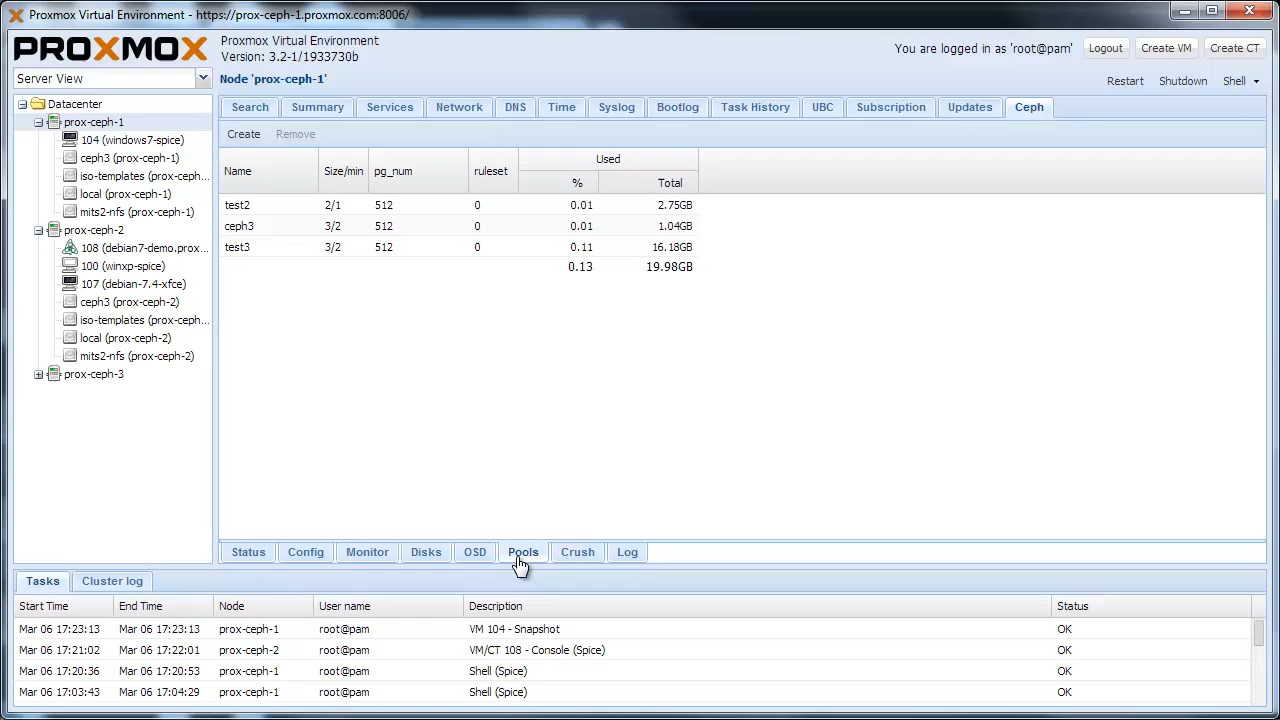 Proxmox Virtual Environment - https://prox-ceph-1.proxmox.com:8006/
PROXMOX
Proxmox Virtual Environment
Version: 3.2-1/1933730b
You are logged in as 'root@pam'
Logout
Create VM
Create CT
Server View
Node 'prox-ceph-1'
Restart
Shutdown
Shell
Datacenter
prox-ceph-1
104 (windows7-spice)
ceph3 (prox-ceph-1)
iso-templates (prox-ceph...
local (prox-ceph-1)
mits2-nfs (prox-ceph-1)
prox-ceph-2
108 (debian7-demo.prox...
100 (winxp-spice)
107 (debian-7.4-xfce)
ceph3 (prox-ceph-2)
iso-templates (prox-ceph...
local (prox-ceph-2)
mits2-nfs (prox-ceph-2)
prox-ceph-3
Search Summary Services Network DNS Time Syslog Bootlog Task History UBC Subscription Updates Ceph
Create Remove
Name Size/min pg_num ruleset Used
% Total
test2 2/1 512 0 0.01 2.75GB
ceph3 3/2 512 0 0.01 1.04GB
test3 3/2 512 0 0.11 16.18GB
0.13 19.98GB
Status Config Monitor Disks OSD Pools Crush Log
Tasks Cluster log
Start Time End Time Node User name Description Status
Mar 06 17:23:13 Mar 06 17:23:13 prox-ceph-1 root@pam VM 104 - Snapshot OK
Mar 06 17:21:02 Mar 06 17:22:01 prox-ceph-2 root@pam VM/CT 108 - Console (Spice) OK
Mar 06 17:20:36 Mar 06 17:20:53 prox-ceph-1 root@pam Shell (Spice) OK
Mar 06 17:03:43 Mar 06 17:04:29 prox-ceph-1 root@pam Shell (Spice) OK